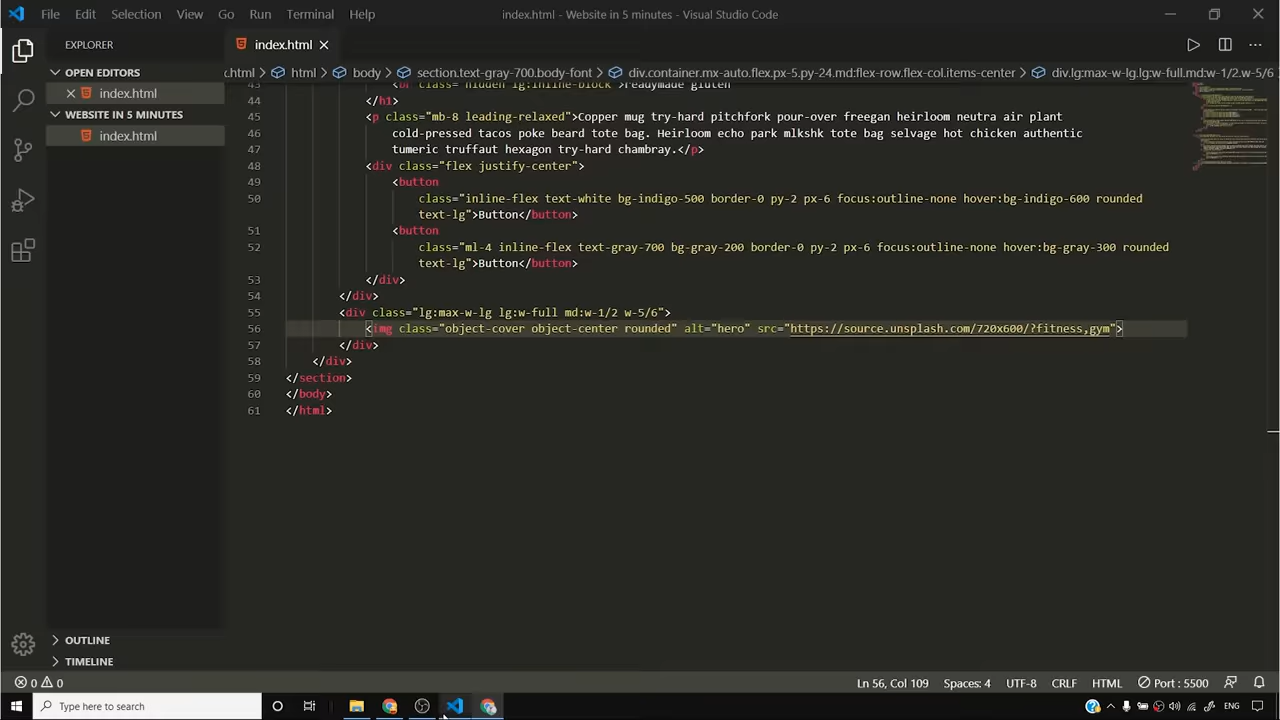 File Edit Selection View Go Run Terminal Help index.html - Website in 5 minutes - Visual Studio Code
EXPLORER
index.html
OPEN EDITORS
index.html
WEBSITE IN 5 MINUTES
index.html
OUTLINE
TIMELINE
.html > html > body > section.text-gray-700.body-font > div.container.mx-auto.flex.px-5.py-24.md:flex-row.flex-col.items-center > div.lg:max-w-lg.lg:w-full.md:w-1/2.w-5/6
43 <br class="hidden lg:inline-block">readymade gluten
44 </h1>
45 <p class="mb-8 leading-relaxed">Copper mug try-hard pitchfork pour-over freegan heirloom neutra air plant
46 cold-pressed tacos poke beard tote bag. Heirloom echo park mlkshk tote bag selvage hot chicken authentic
47 tumeric truffaut hexagon try-hard chambray.</p>
48 <div class="flex justify-center">
49 <button
50 class="inline-flex text-white bg-indigo-500 border-0 py-2 px-6 focus:outline-none hover:bg-indigo-600 rounded
text-lg">Button</button>
51 <button
52 class="ml-4 inline-flex text-gray-700 bg-gray-200 border-0 py-2 px-6 focus:outline-none hover:bg-gray-300 rounded
text-lg">Button</button>
53 </div>
54 </div>
55 <div class="lg:max-w-lg lg:w-full md:w-1/2 w-5/6">
56 <img class="object-cover object-center rounded" alt="hero" src="https://source.unsplash.com/720x600/?fitness,gym">
57 </div>
58 </div>
59 </section>
60 </body>
61 </html>
0 0 Ln 56, Col 109 Spaces: 4 UTF-8 CRLF HTML Port : 5500
Type here to search ENG